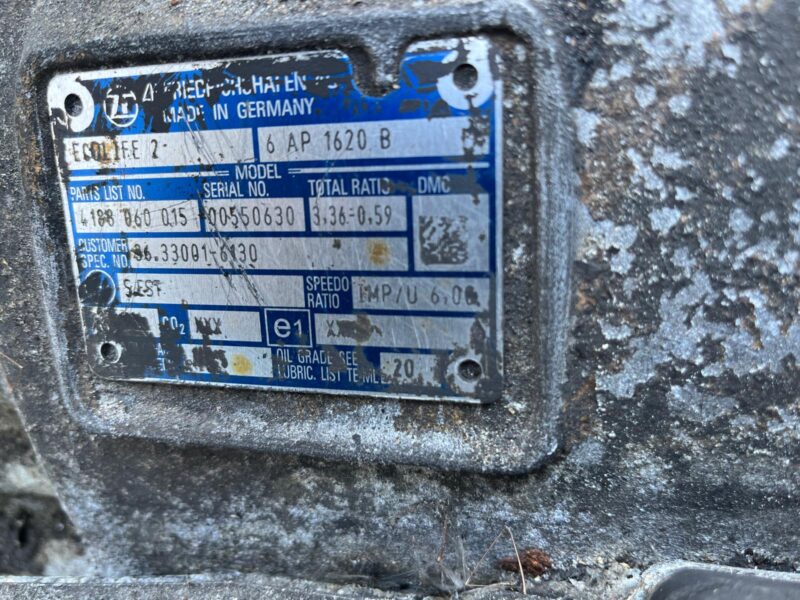 ZF
MADE IN GERMANY
ECOLIFE 2 6 AP 1620 B
MODEL
PARTS LIST NO. SERIAL NO. TOTAL RATIO DMC
4188 060 015 00550630 3.36-0.59
CUSTOMER SPEC. NO 36.33001-6130
SPEEDO RATIO IMP/U 6.00
CO2 XXX e1
OIL GRADE SEE
LUBRIC. LIST TE-ML 20